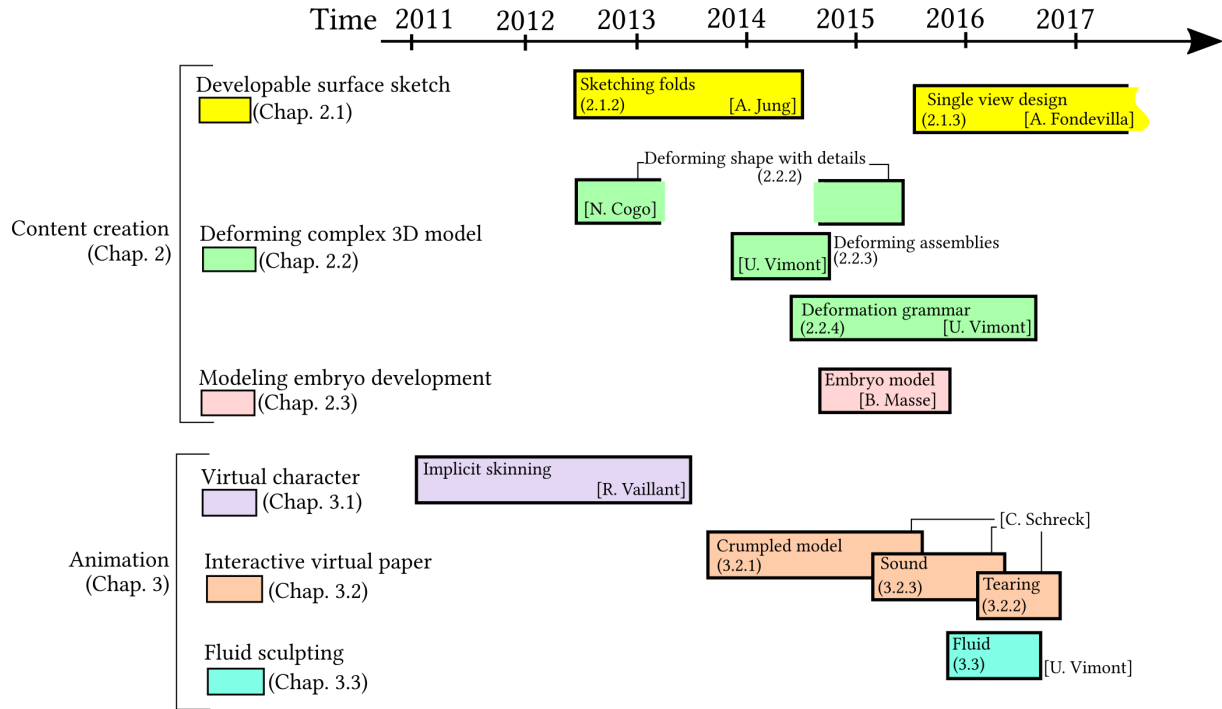 Time 2011 2012 2013 2014 2015 2016 2017
Developable surface sketch
(Chap. 2.1)
Sketching folds
(2.1.2) [A. Jung]
Single view design
(2.1.3) [A. Fondevilla]
Deforming shape with details
(2.2.2)
[N. Cogo]
Content creation
(Chap. 2)
Deforming complex 3D model
(Chap. 2.2)
[U. Vimont]
Deforming assemblies
(2.2.3)
Deformation grammar
(2.2.4) [U. Vimont]
Modeling embryo development
(Chap. 2.3)
Embryo model
[B. Masse]
Virtual character
(Chap. 3.1)
Implicit skinning
[R. Vaillant]
Animation
(Chap. 3)
Interactive virtual paper
(Chap. 3.2)
[C. Schreck]
Crumpled model
(3.2.1)
Sound
(3.2.3)
Tearing
(3.2.2)
Fluid sculpting
(Chap. 3.3)
Fluid
(3.3)
[U. Vimont]